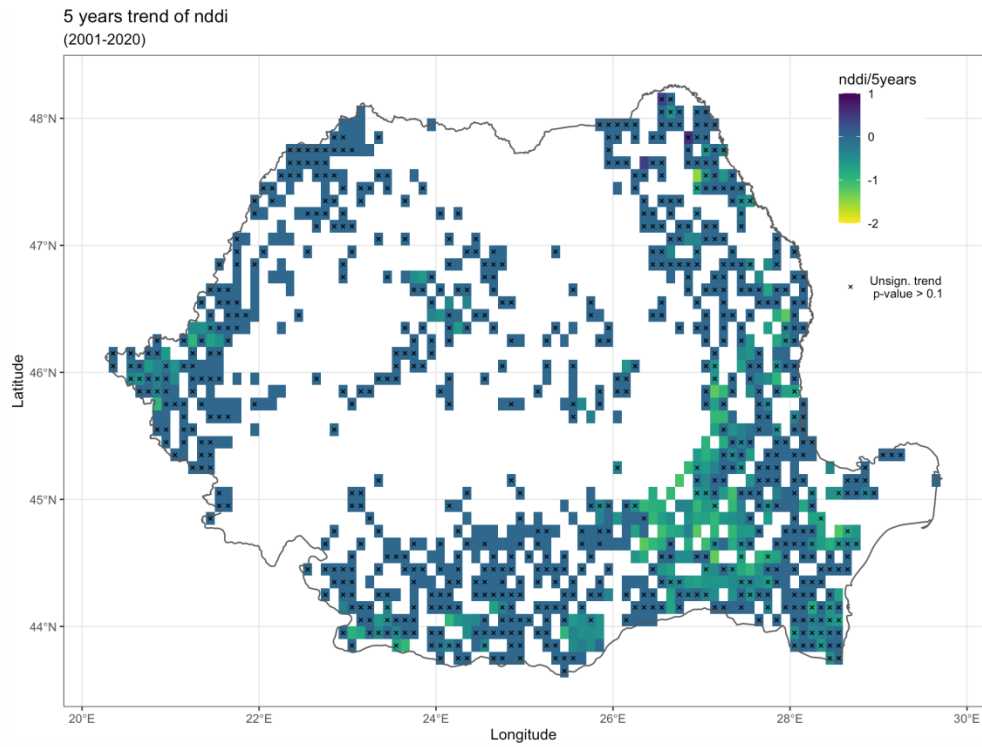 5 years trend of nddi
(2001-2020)
nddi/5years
1
0
-1
-2
Unsign. trend
p-value > 0.1
48°N
47°N
46°N
45°N
44°N
Latitude
20°E
22°E
24°E
26°E
28°E
30°E
Longitude